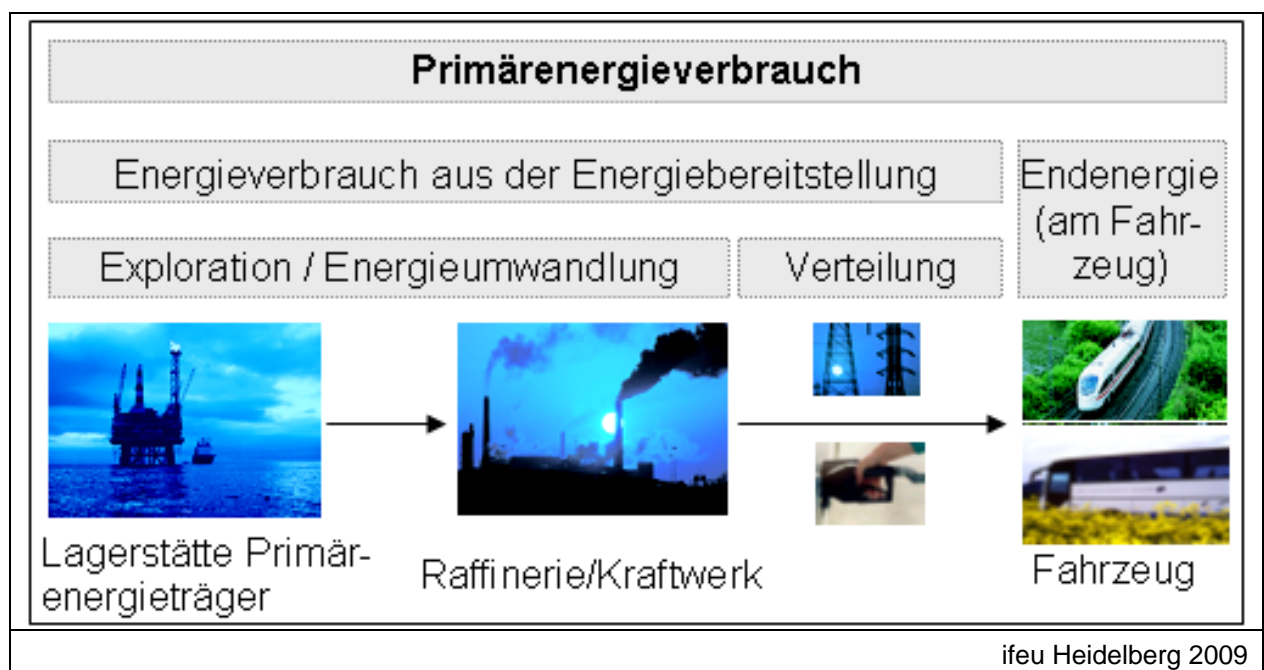 Primärenergieverbrauch
Energieverbrauch aus der Energiebereitstellung
Endenergie
(am Fahr-
zeug)
Exploration / Energieumwandlung
Verteilung
Lagerstätte Primär-
energieträger
Raffinerie/Kraftwerk
Fahrzeug
ifeu Heidelberg 2009